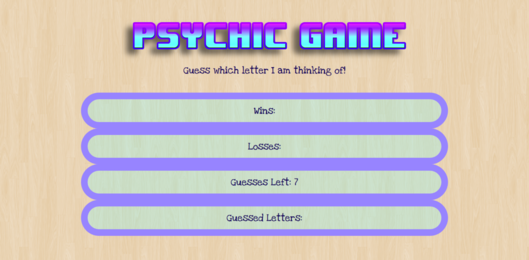 PSYCHIC GAME
Guess which letter I am thinking of!
Wins:
Losses:
Guesses Left: 7
Guessed Letters: